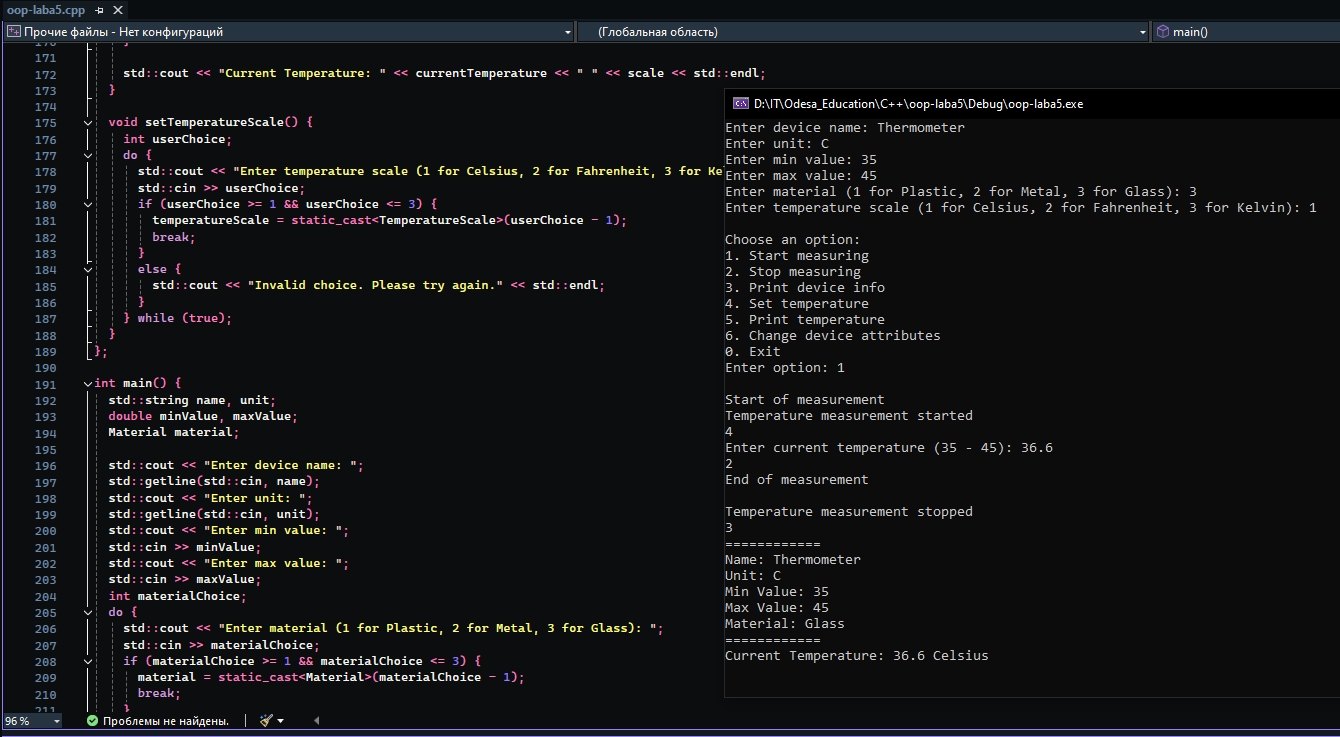 oop-laba5.cpp
Прочие файлы - Нет конфигураций
(Глобальная область)
main()
170 }
171
172 std::cout << "Current Temperature: " << currentTemperature << " " << scale << std::endl;
173 }
174
175 void setTemperatureScale() {
176 int userChoice;
177 do {
178 std::cout << "Enter temperature scale (1 for Celsius, 2 for Fahrenheit, 3 for Ke
179 std::cin >> userChoice;
180 if (userChoice >= 1 && userChoice <= 3) {
181 temperatureScale = static_cast<TemperatureScale>(userChoice - 1);
182 break;
183 }
184 else {
185 std::cout << "Invalid choice. Please try again." << std::endl;
186 }
187 } while (true);
188 }
189 };
190
191 int main() {
192 std::string name, unit;
193 double minValue, maxValue;
194 Material material;
195
196 std::cout << "Enter device name: ";
197 std::getline(std::cin, name);
198 std::cout << "Enter unit: ";
199 std::getline(std::cin, unit);
200 std::cout << "Enter min value: ";
201 std::cin >> minValue;
202 std::cout << "Enter max value: ";
203 std::cin >> maxValue;
204 int materialChoice;
205 do {
206 std::cout << "Enter material (1 for Plastic, 2 for Metal, 3 for Glass): ";
207 std::cin >> materialChoice;
208 if (materialChoice >= 1 && materialChoice <= 3) {
209 material = static_cast<Material>(materialChoice - 1);
210 break;
211 }
D:\IT\Odesa_Education\C++\oop-laba5\Debug\oop-laba5.exe
Enter device name: Thermometer
Enter unit: C
Enter min value: 35
Enter max value: 45
Enter material (1 for Plastic, 2 for Metal, 3 for Glass): 3
Enter temperature scale (1 for Celsius, 2 for Fahrenheit, 3 for Kelvin): 1
Choose an option:
1. Start measuring
2. Stop measuring
3. Print device info
4. Set temperature
5. Print temperature
6. Change device attributes
0. Exit
Enter option: 1
Start of measurement
Temperature measurement started
4
Enter current temperature (35 - 45): 36.6
2
End of measurement
Temperature measurement stopped
3
============
Name: Thermometer
Unit: C
Min Value: 35
Max Value: 45
Material: Glass
============
Current Temperature: 36.6 Celsius
96 %
Проблемы не найдены.